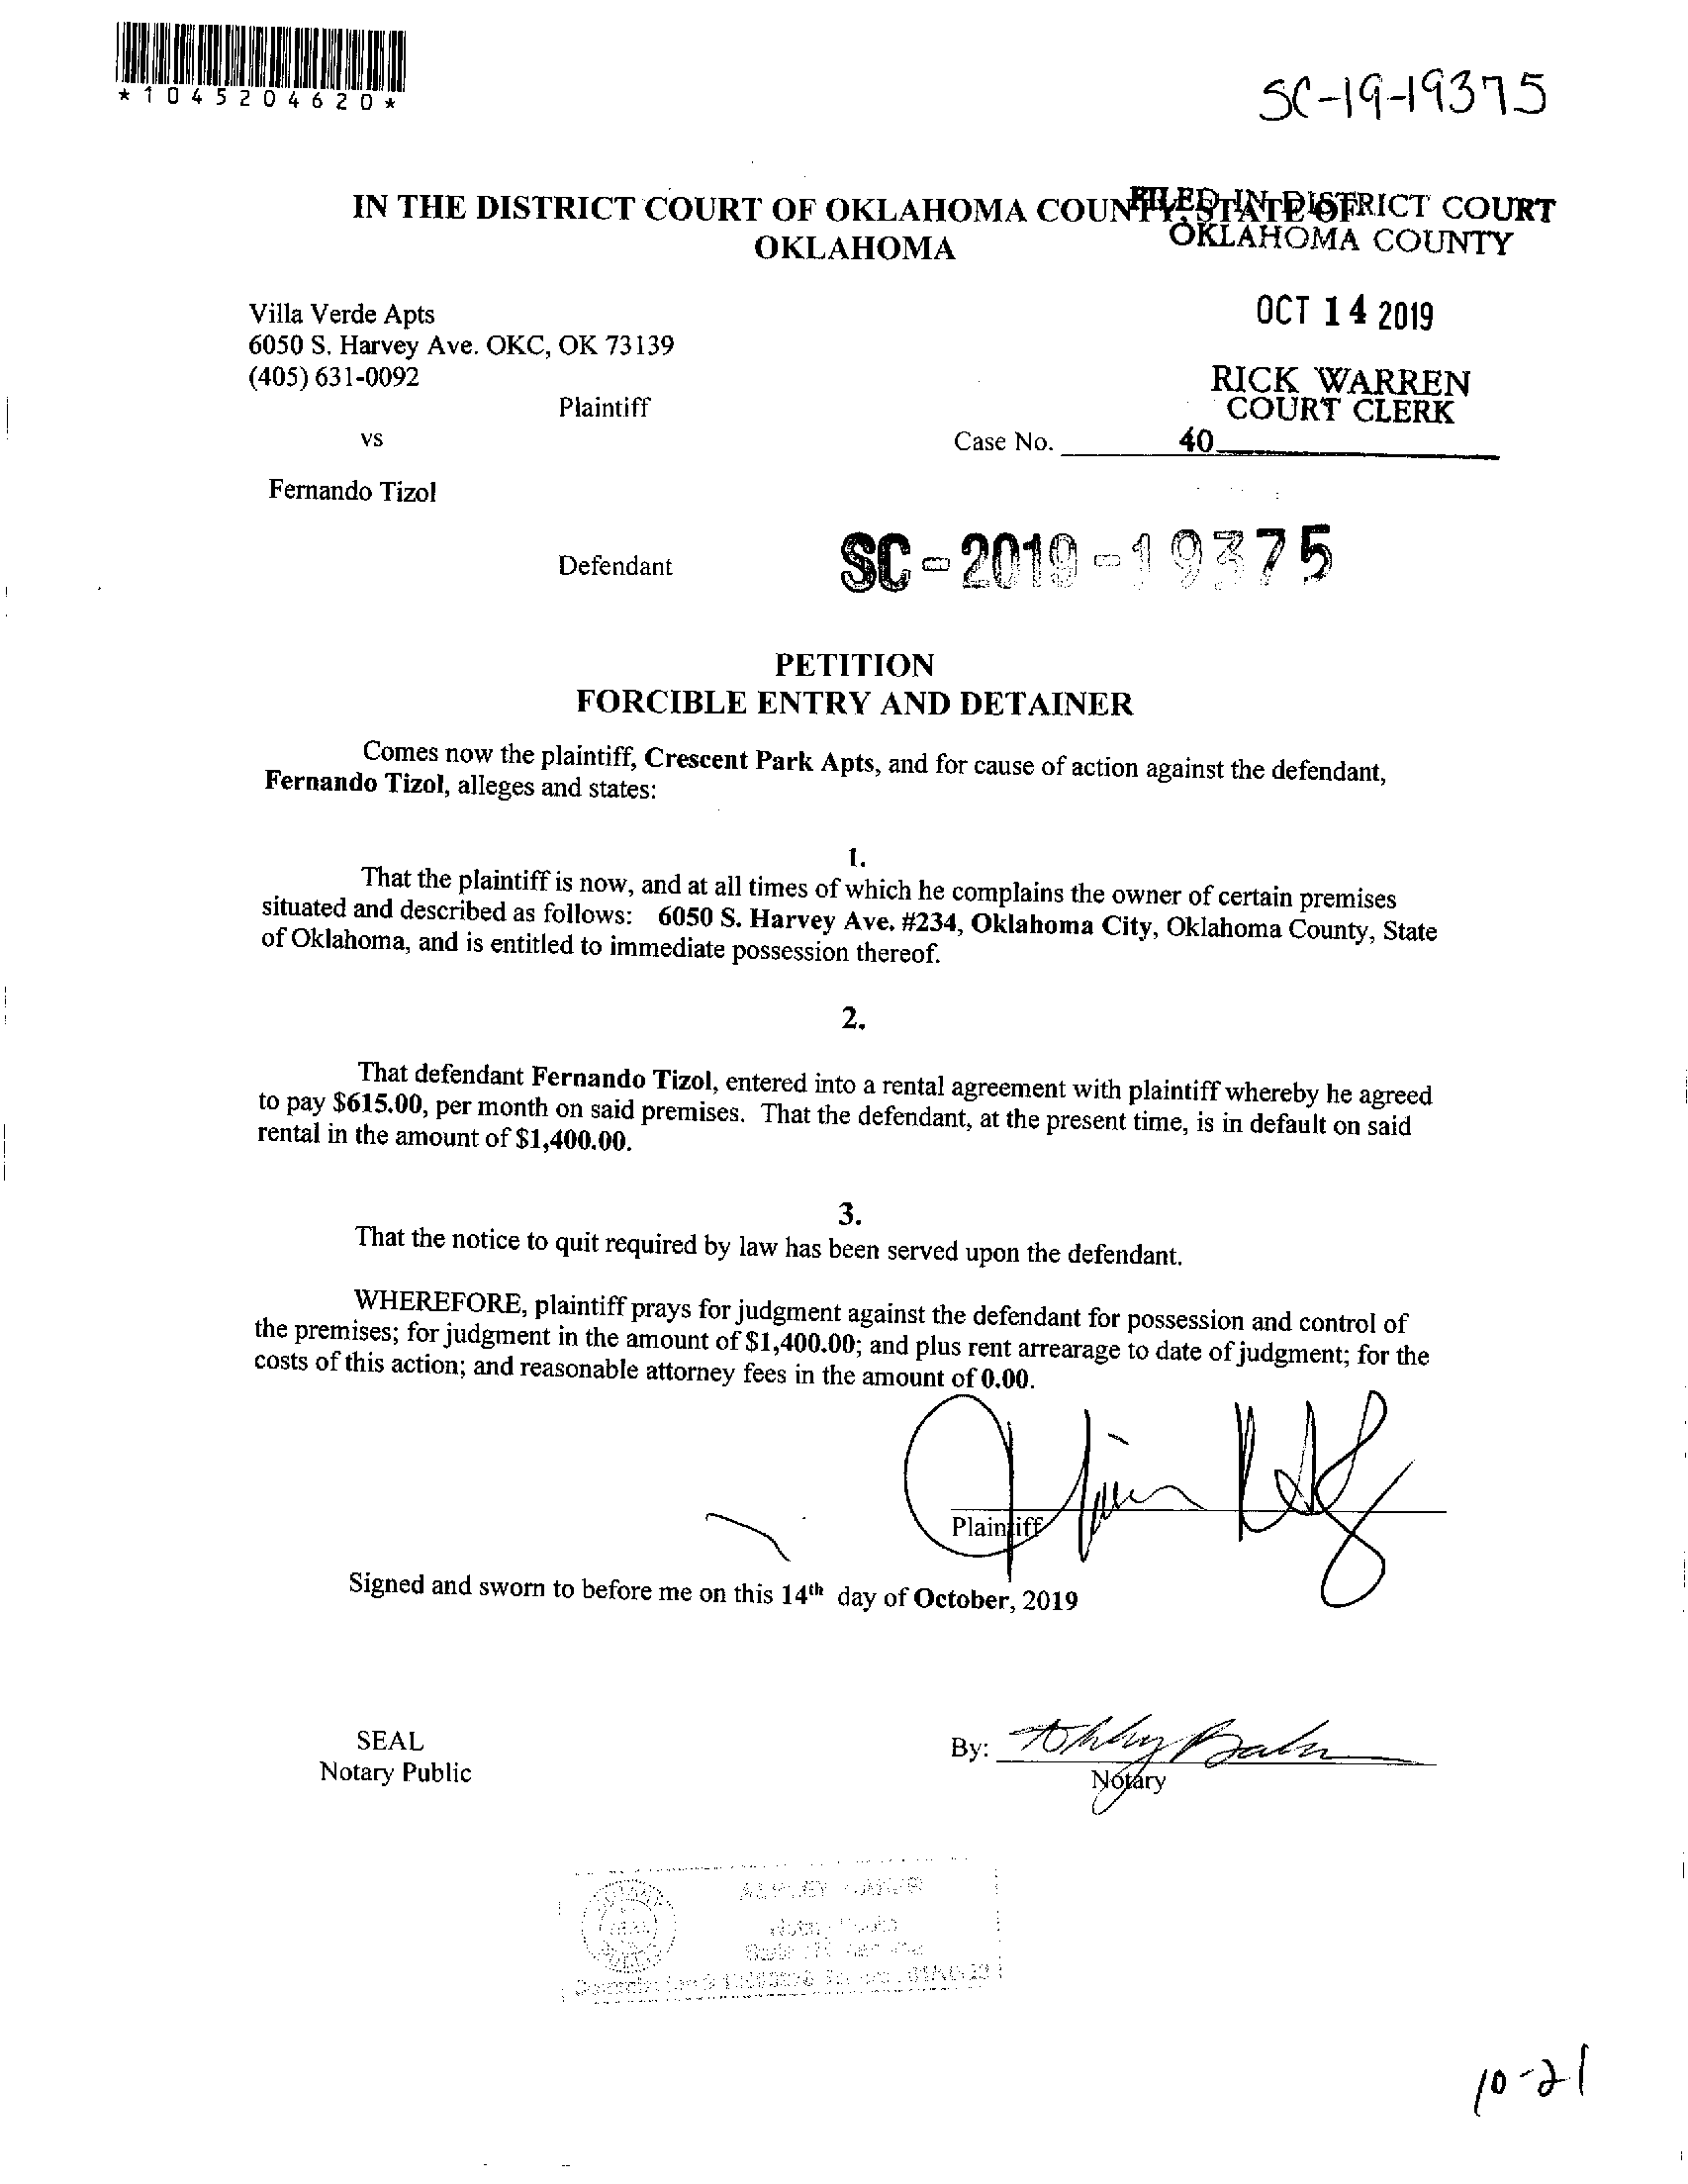 *1045204620*
SC-19-19375
IN THE DISTRICT COURT OF OKLAHOMA COUNTY, STATE OF
OKLAHOMA
FILED IN DISTRICT COURT
OKLAHOMA COUNTY
OCT 14 2019
RICK WARREN
COURT CLERK
40
Villa Verde Apts
6050 S. Harvey Ave. OKC, OK 73139
(405) 631-0092
Plaintiff
vs
Case No.
Fernando Tizol
Defendant
SC-2019-19375
PETITION
FORCIBLE ENTRY AND DETAINER
Comes now the plaintiff, Crescent Park Apts, and for cause of action against the defendant,
Fernando Tizol, alleges and states:
1.
That the plaintiff is now, and at all times of which he complains the owner of certain premises
situated and described as follows: 6050 S. Harvey Ave. #234, Oklahoma City, Oklahoma County, State
of Oklahoma, and is entitled to immediate possession thereof.
2.
That defendant Fernando Tizol, entered into a rental agreement with plaintiff whereby he agreed
to pay $615.00, per month on said premises. That the defendant, at the present time, is in default on said
rental in the amount of $1,400.00.
3.
That the notice to quit required by law has been served upon the defendant.
WHEREFORE, plaintiff prays for judgment against the defendant for possession and control of
the premises; for judgment in the amount of $1,400.00; and plus rent arrearage to date of judgment; for the
costs of this action; and reasonable attorney fees in the amount of 0.00.
Plaintiff
Signed and sworn to before me on this 14th day of October, 2019
SEAL
Notary Public
By:
Notary
10-21